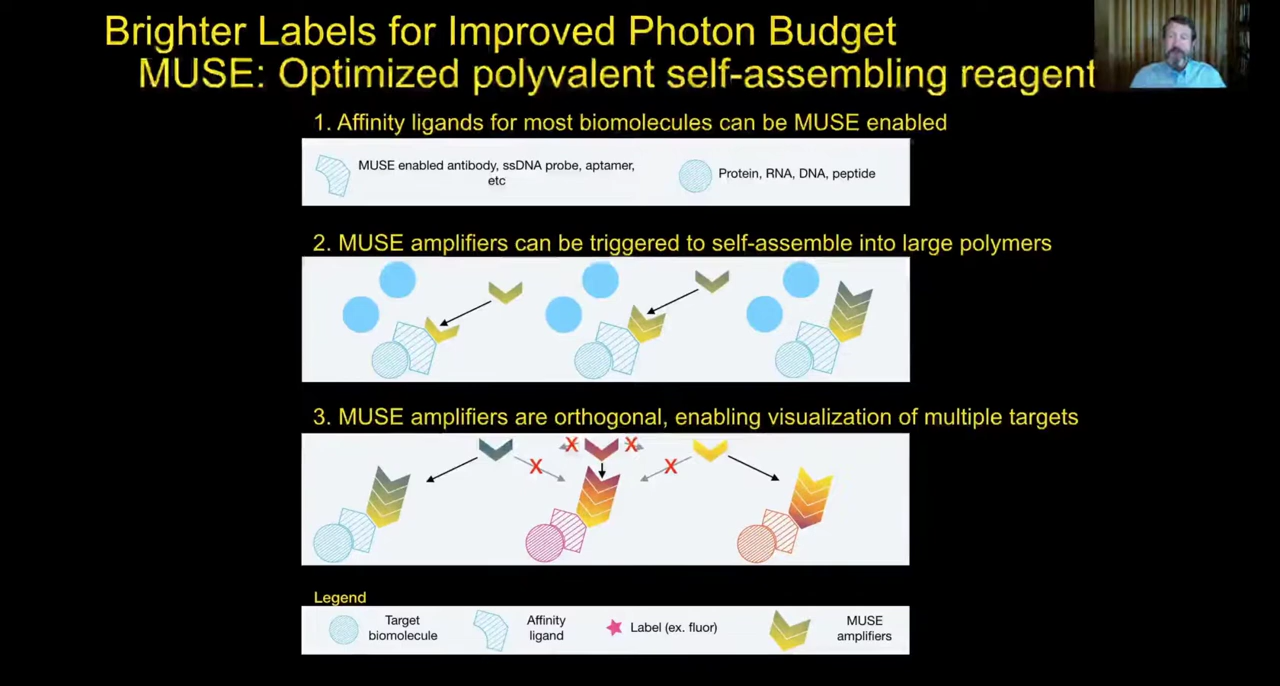 Brighter Labels for Improved Photon Budget
MUSE: Optimized polyvalent self-assembling reagent
1. Affinity ligands for most biomolecules can be MUSE enabled
MUSE enabled antibody, ssDNA probe, aptamer,
etc
Protein, RNA, DNA, peptide
2. MUSE amplifiers can be triggered to self-assemble into large polymers
3. MUSE amplifiers are orthogonal, enabling visualization of multiple targets
X X X X
Legend
Target
biomolecule
Affinity
ligand
Label (ex. fluor)
MUSE
amplifiers